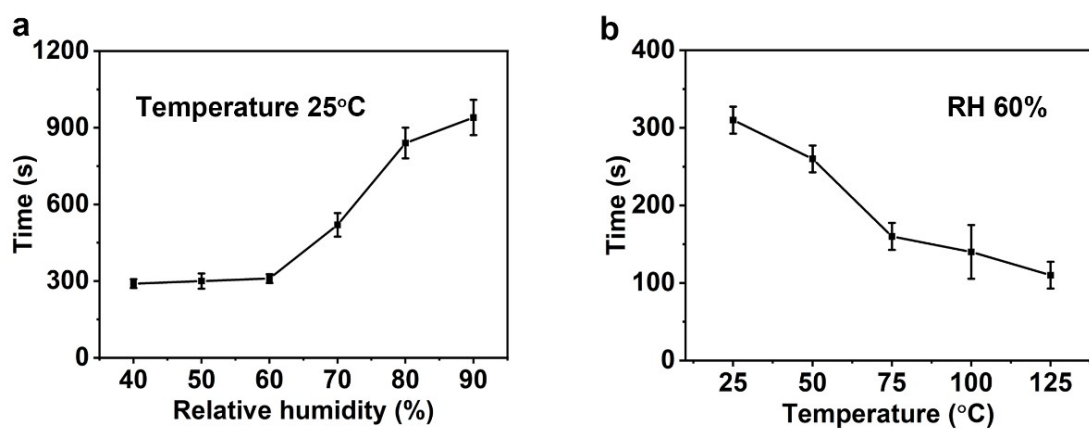 a
1200
900
600
300
0
Time (s)
Temperature 25°C
40 50 60 70 80 90
Relative humidity (%)
b
400
300
200
100
0
Time (s)
RH 60%
25 50 75 100 125
Temperature (°C)